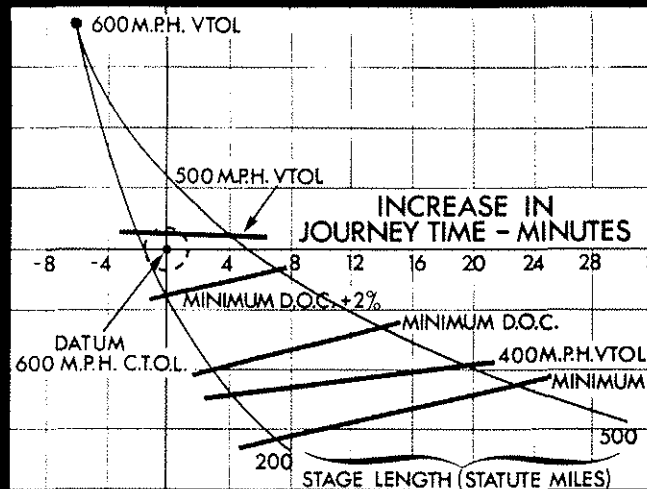 600 M.P.H. VTOL
500 M.P.H. VTOL
INCREASE IN
JOURNEY TIME – MINUTES
-8 -4 0 4 8 12 16 20 24 28
MINIMUM D.O.C. +2%
DATUM
600 M.P.H. C.T.O.L.
MINIMUM D.O.C.
400 M.P.H. VTOL
MINIMUM
200
500
STAGE LENGTH (STATUTE MILES)